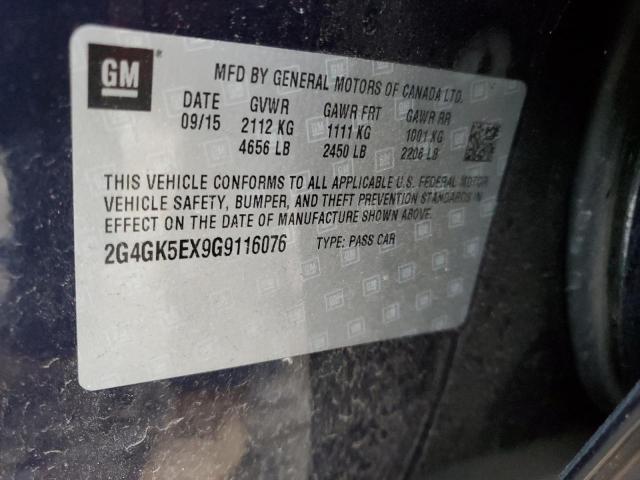 GM
MFD BY GENERAL MOTORS OF CANADA LTD.
DATE GVWR GAWR FRT GAWR RR
09/15 2112 KG 1111 KG 1001 KG
4656 LB 2450 LB 2206 LB
THIS VEHICLE CONFORMS TO ALL APPLICABLE U.S. FEDERAL MOTOR
VEHICLE SAFETY, BUMPER, AND THEFT PREVENTION STANDARDS IN
EFFECT ON THE DATE OF MANUFACTURE SHOWN ABOVE.
2G4GK5EX9G9116076 TYPE: PASS CAR